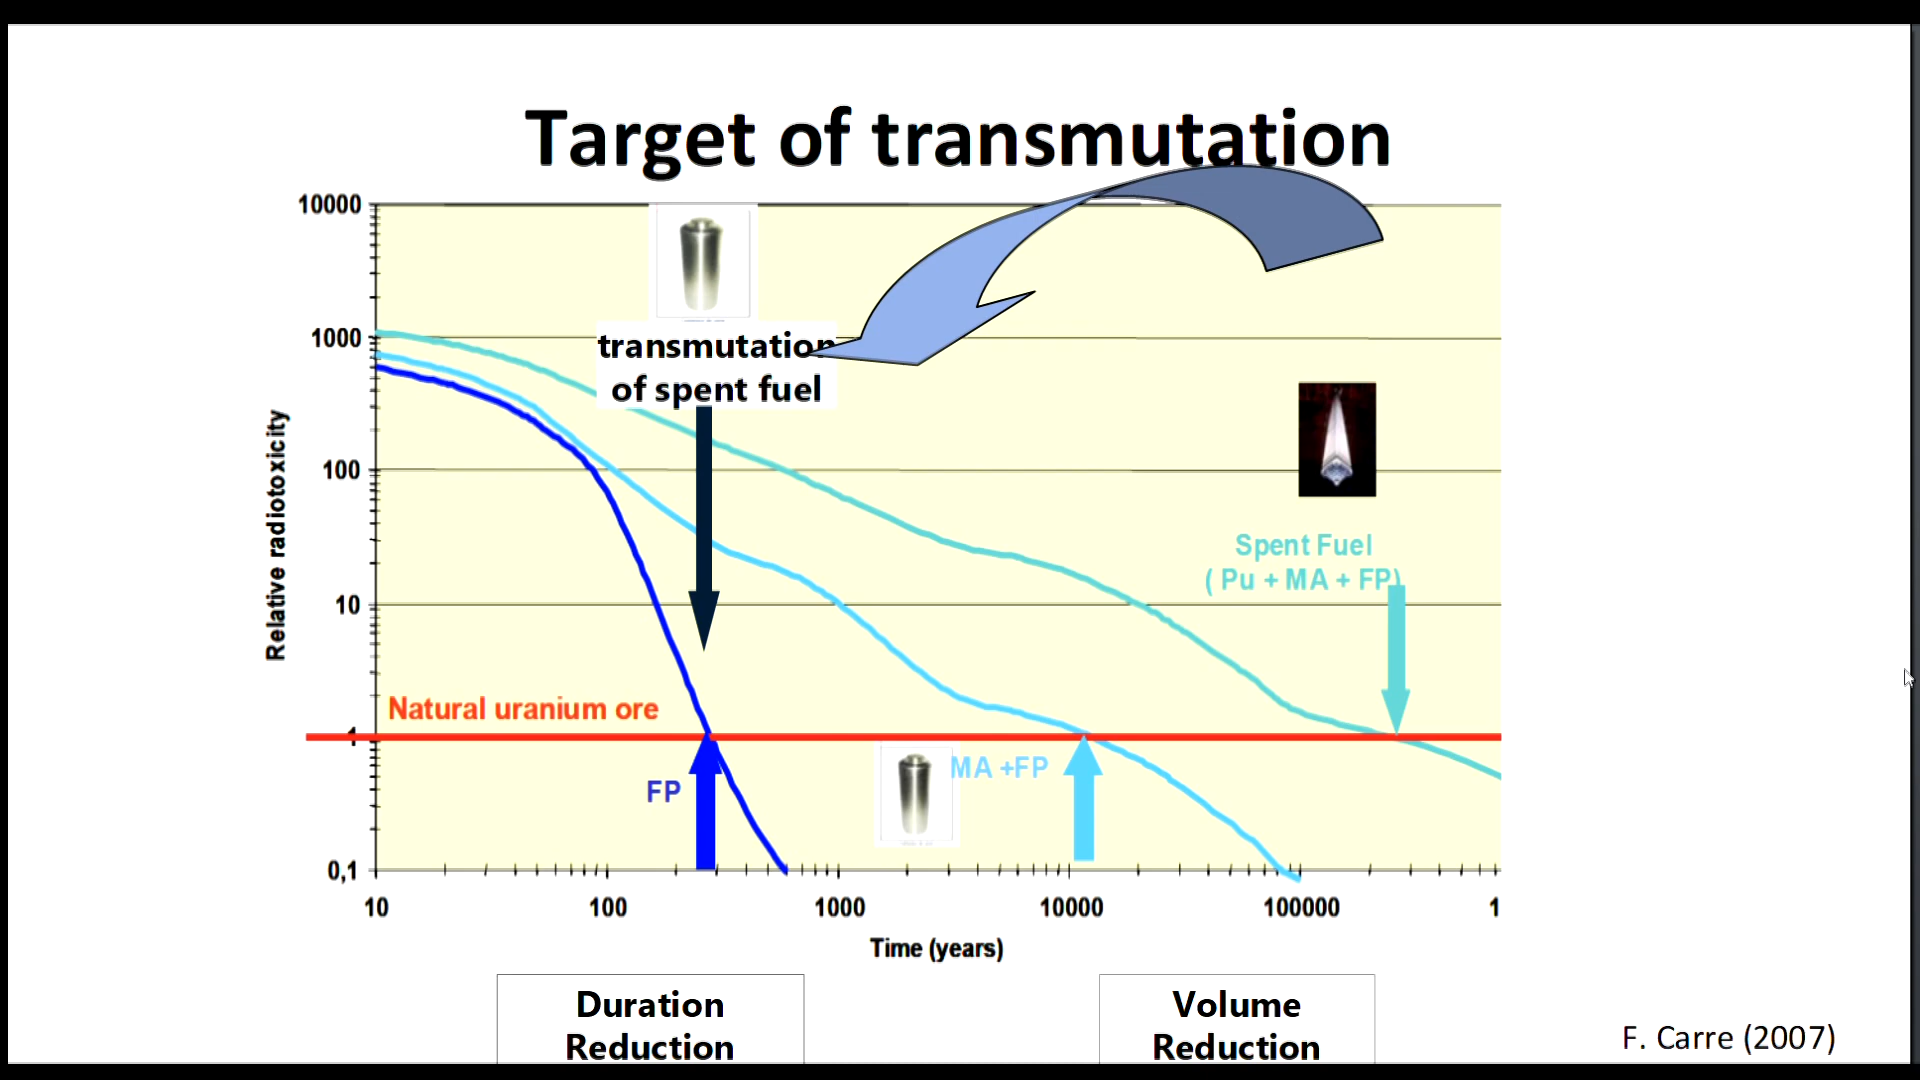 Target of transmutation
10000
1000
100
10
1
0,1
Relative radiotoxicity
transmutation
of spent fuel
Spent Fuel
( Pu + MA + FP)
Natural uranium ore
FP
MA +FP
10
100
1000
10000
100000
1
Time (years)
Duration
Reduction
Volume
Reduction
F. Carre (2007)